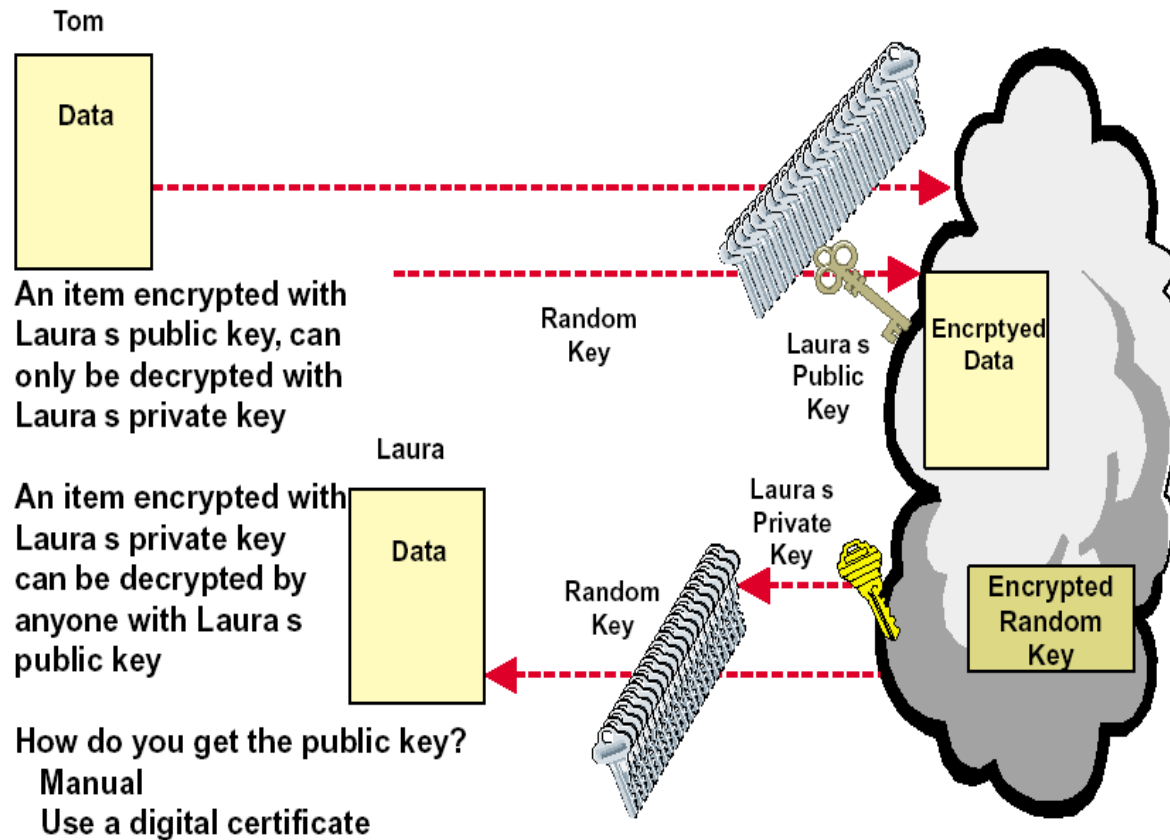 Tom
Data
An item encrypted with
Laura s public key, can
only be decrypted with
Laura s private key
Random
Key
Laura s
Public
Key
Encrptyed
Data
Laura
Data
An item encrypted with
Laura s private key
can be decrypted by
anyone with Laura s
public key
Random
Key
Laura s
Private
Key
Encrypted
Random
Key
How do you get the public key?
Manual
Use a digital certificate